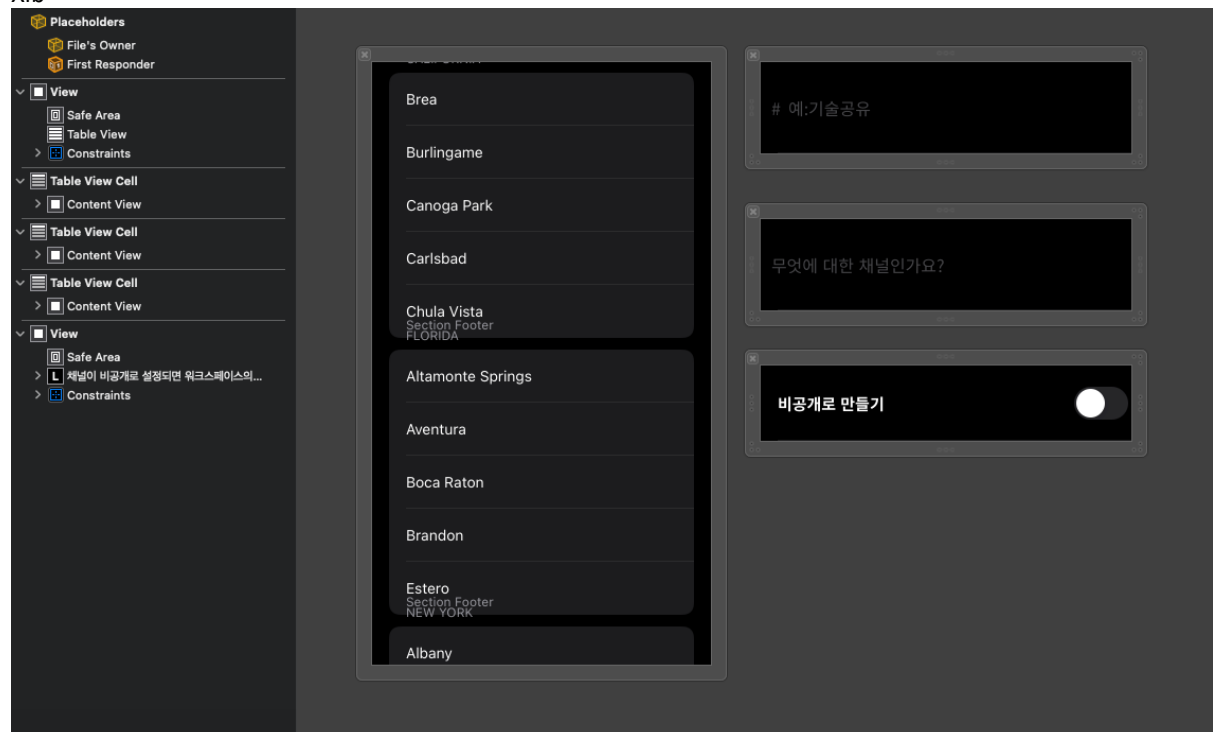 Placeholders
File's Owner
First Responder
View
Safe Area
Table View
Constraints
Table View Cell
Content View
Table View Cell
Content View
Table View Cell
Content View
View
Safe Area
L 채널이 비공개로 설정되면 워크스페이스의...
Constraints
Brea
Burlingame
Canoga Park
Carlsbad
Chula Vista
Section Footer
FLORIDA
Altamonte Springs
Aventura
Boca Raton
Brandon
Estero
Section Footer
NEW YORK
Albany
# 예:기술공유
무엇에 대한 채널인가요?
비공개로 만들기